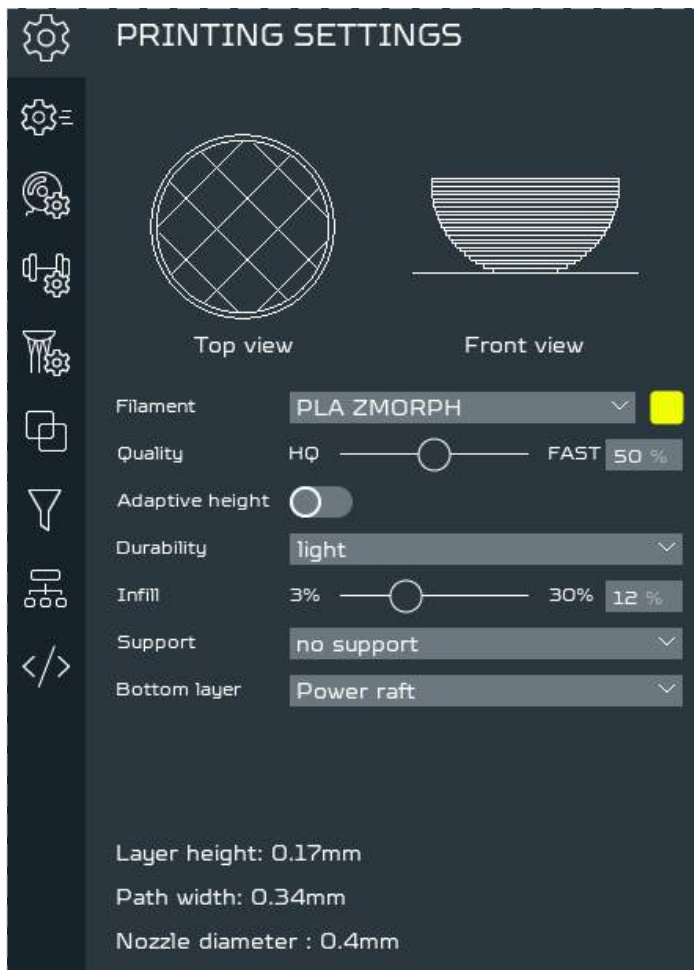 PRINTING SETTINGS
Top view Front view
Filament PLA ZMORPH
Quality HQ FAST 50 %
Adaptive height
Durability light
Infill 3% 30% 12 %
Support no support
Bottom layer Power raft
Layer height: 0.17mm
Path width: 0.34mm
Nozzle diameter : 0.4mm